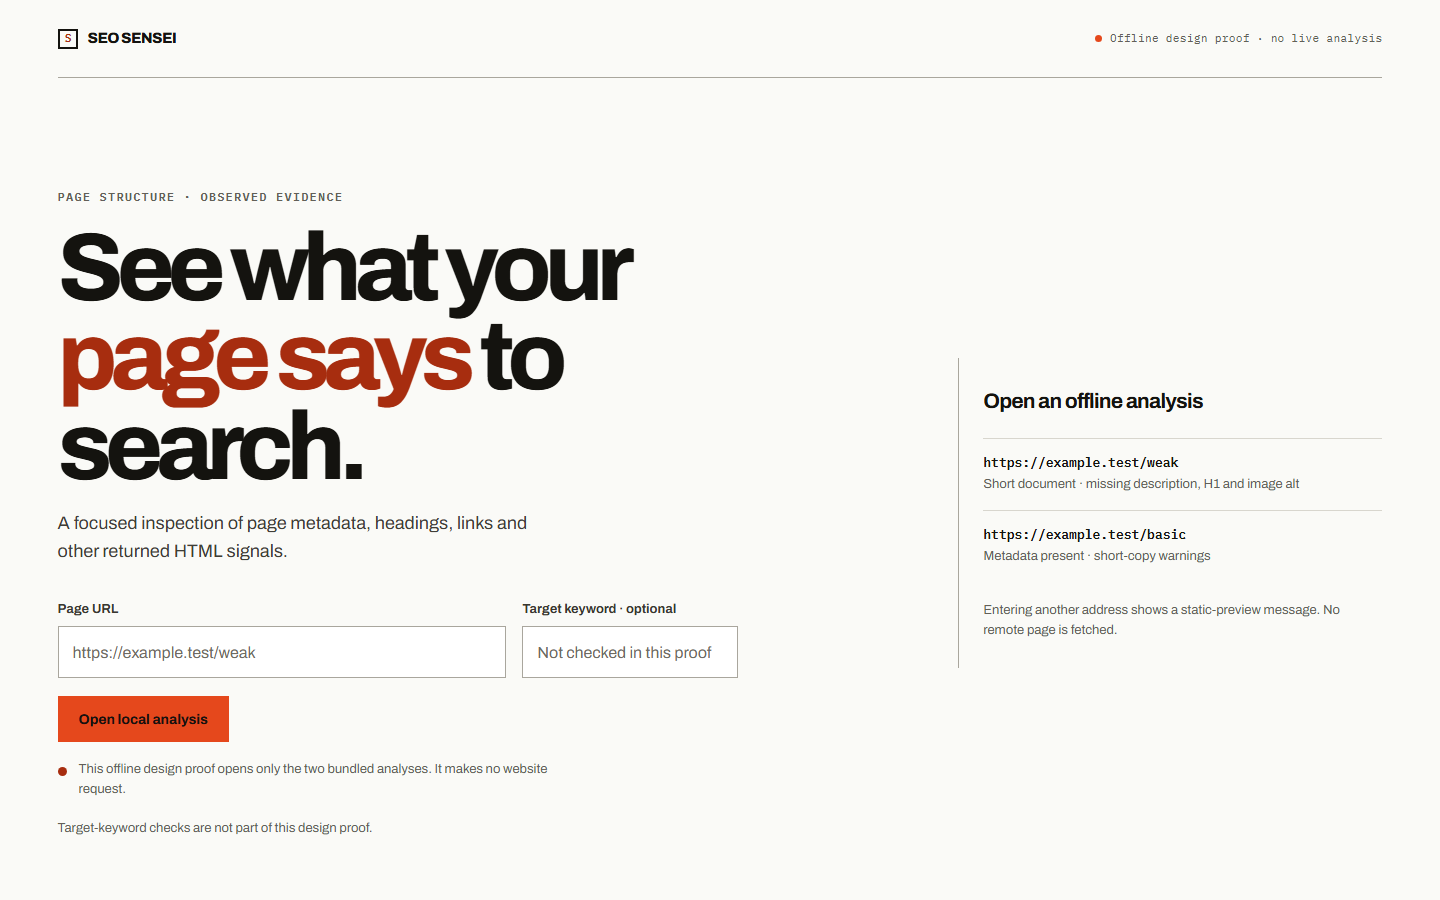 S SEO SENSEI
Offline design proof · no live analysis
PAGE STRUCTURE · OBSERVED EVIDENCE
See what your
page says to
search.
A focused inspection of page metadata, headings, links and
other returned HTML signals.
Page URL
Target keyword · optional
https://example.test/weak
Not checked in this proof
Open local analysis
This offline design proof opens only the two bundled analyses. It makes no website
request.
Target-keyword checks are not part of this design proof.
Open an offline analysis
https://example.test/weak
Short document · missing description, H1 and image alt
https://example.test/basic
Metadata present · short-copy warnings
Entering another address shows a static-preview message. No
remote page is fetched.